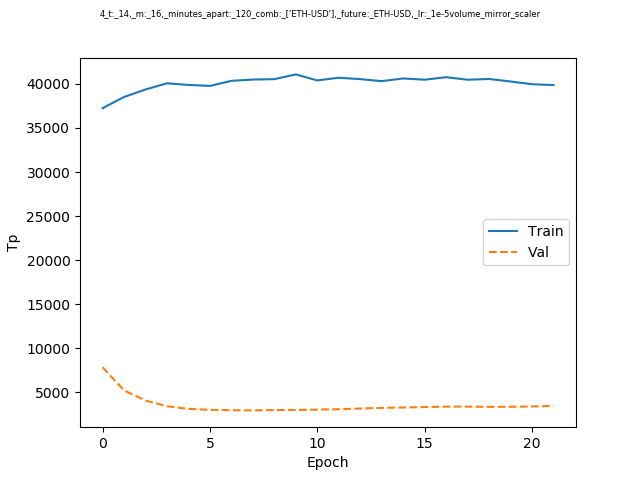 4_t:_14,_m:_16,_minutes_apart:_120_comb:_['ETH-USD'],_future:_ETH-USD,_lr:_1e-5volume_mirror_scaler
40000
35000
30000
25000
20000
15000
10000
5000
Tp
Train
Val
0 5 10 15 20
Epoch